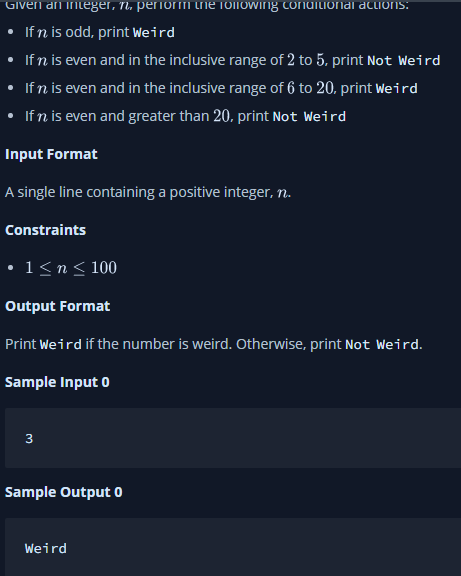 Given an integer, n, perform the following conditional actions:
• If n is odd, print Weird
• If n is even and in the inclusive range of 2 to 5, print Not Weird
• If n is even and in the inclusive range of 6 to 20, print Weird
• If n is even and greater than 20, print Not Weird
Input Format
A single line containing a positive integer, n.
Constraints
• 1 ≤ n ≤ 100
Output Format
Print Weird if the number is weird. Otherwise, print Not Weird.
Sample Input 0
3
Sample Output 0
Weird